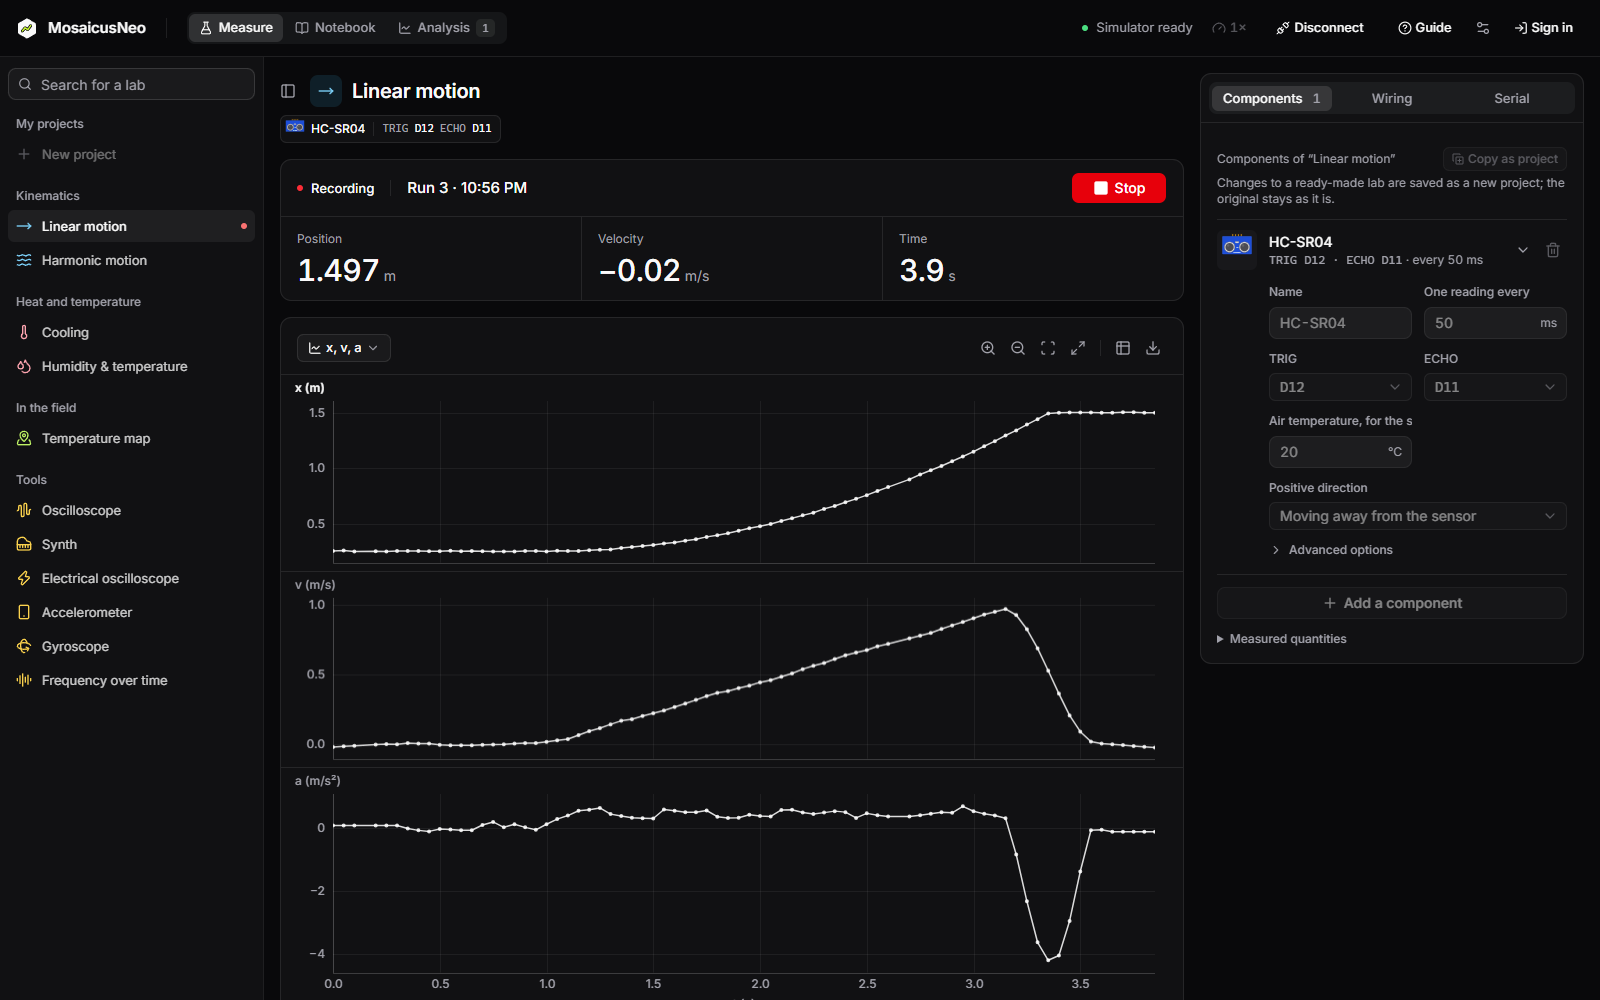 MosaicusNeo
Measure
Notebook
Analysis 1
Simulator ready
1×
Disconnect
Guide
Sign in
Search for a lab
My projects
New project
Kinematics
Linear motion
Harmonic motion
Heat and temperature
Cooling
Humidity & temperature
In the field
Temperature map
Tools
Oscilloscope
Synth
Electrical oscilloscope
Accelerometer
Gyroscope
Frequency over time
Linear motion
HC-SR04 TRIG D12 ECHO D11
Recording Run 3 · 10:56 PM
Stop
Position
1.497 m
Velocity
−0.02 m/s
Time
3.9 s
x, v, a
x (m)
1.5
1.0
0.5
v (m/s)
1.0
0.5
0.0
a (m/s²)
0
−2
−4
0.0 0.5 1.0 1.5 2.0 2.5 3.0 3.5
Components 1
Wiring
Serial
Components of “Linear motion”
Copy as project
Changes to a ready-made lab are saved as a new project; the
original stays as it is.
HC-SR04
TRIG D12 · ECHO D11 · every 50 ms
Name
One reading every
HC-SR04
50 ms
TRIG
ECHO
D12
D11
Air temperature, for the s
20 °C
Positive direction
Moving away from the sensor
Advanced options
Add a component
Measured quantities